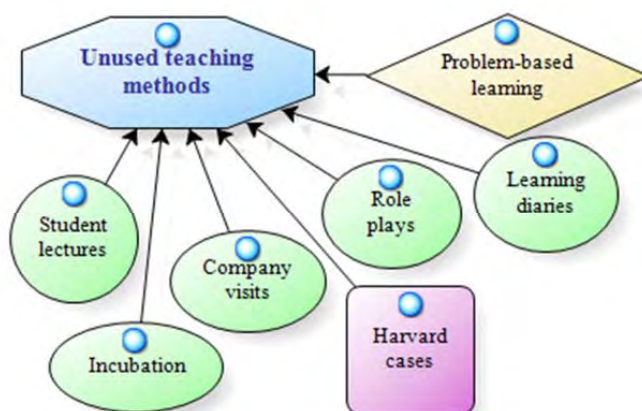 Unused teaching
methods
Problem-based
learning
Student
lectures
Incubation
Company
visits
Role
plays
Harvard
cases
Learning
diaries